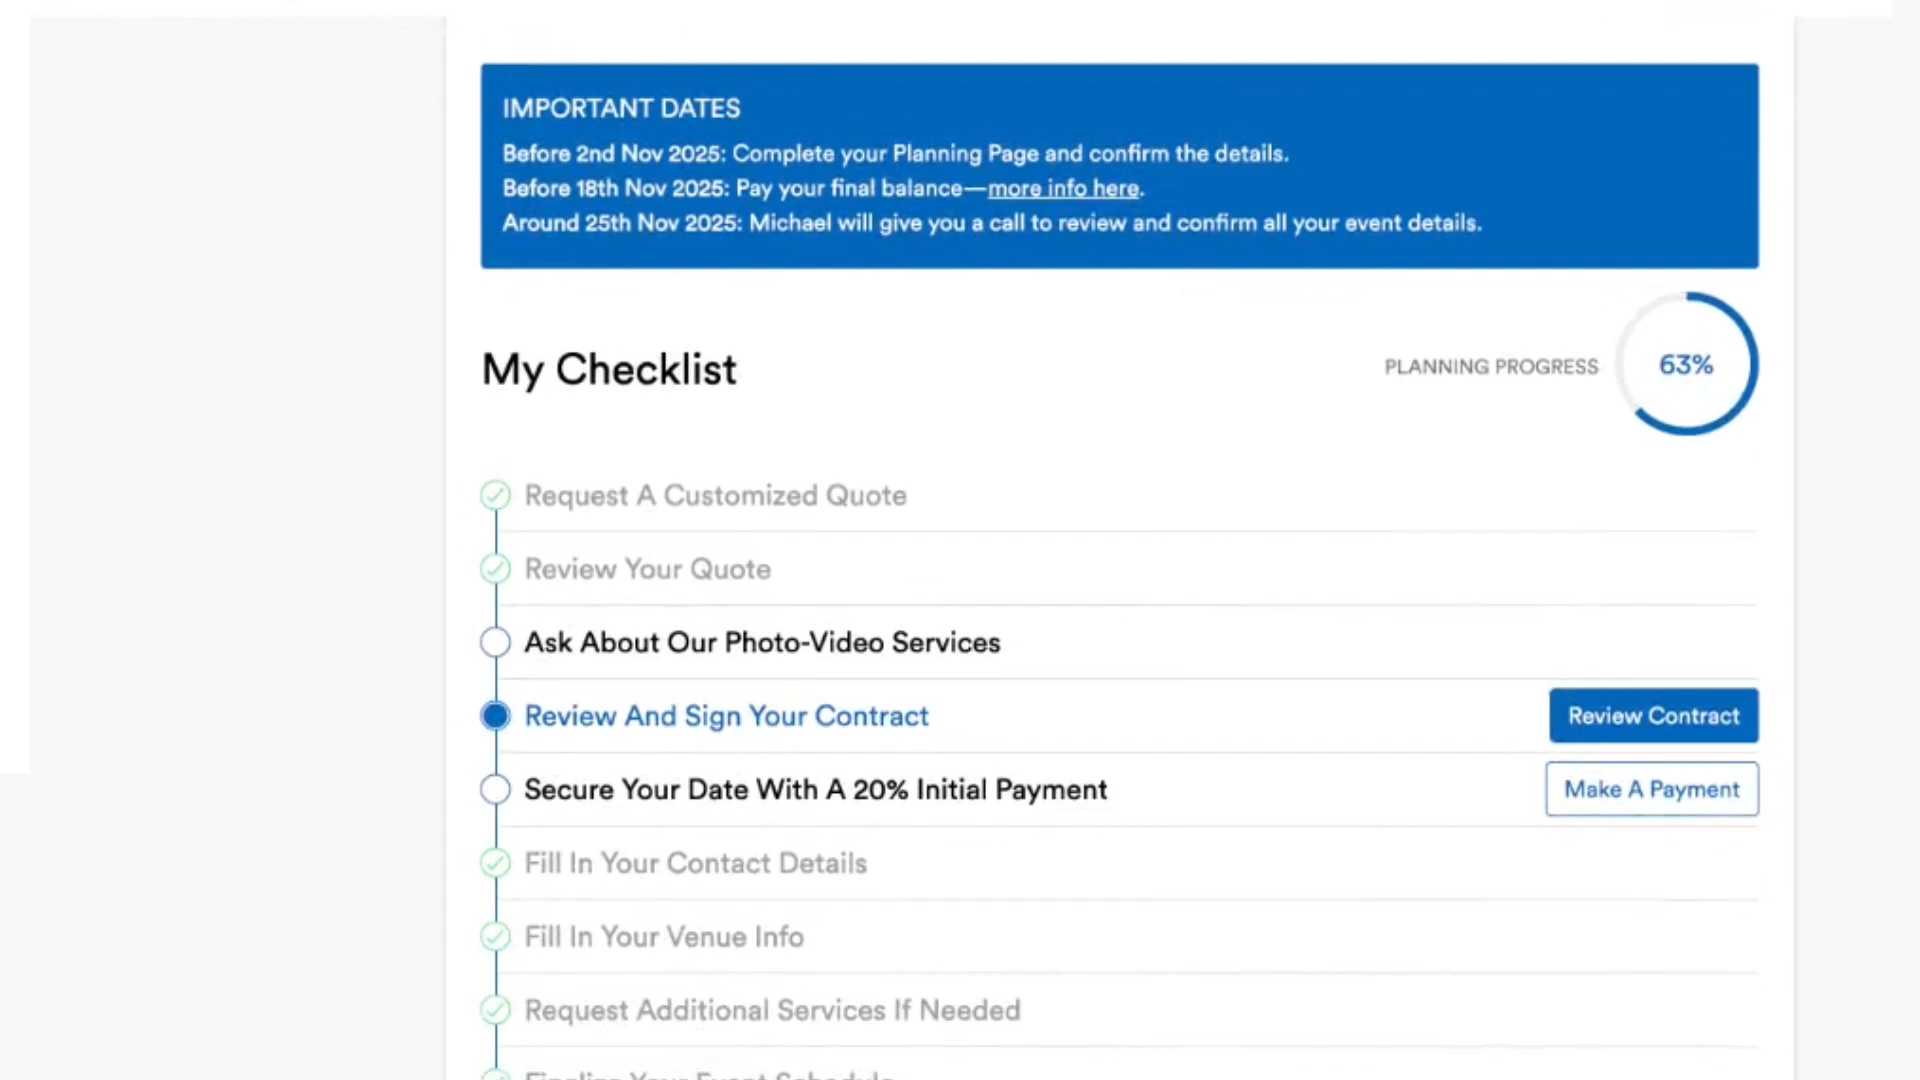 IMPORTANT DATES
Before 2nd Nov 2025: Complete your Planning Page and confirm the details.
Before 18th Nov 2025: Pay your final balance—more info here.
Around 25th Nov 2025: Michael will give you a call to review and confirm all your event details.
My Checklist
PLANNING PROGRESS
63%
Request A Customized Quote
Review Your Quote
Ask About Our Photo-Video Services
Review And Sign Your Contract
Review Contract
Secure Your Date With A 20% Initial Payment
Make A Payment
Fill In Your Contact Details
Fill In Your Venue Info
Request Additional Services If Needed
Finalize Your Event Schedule